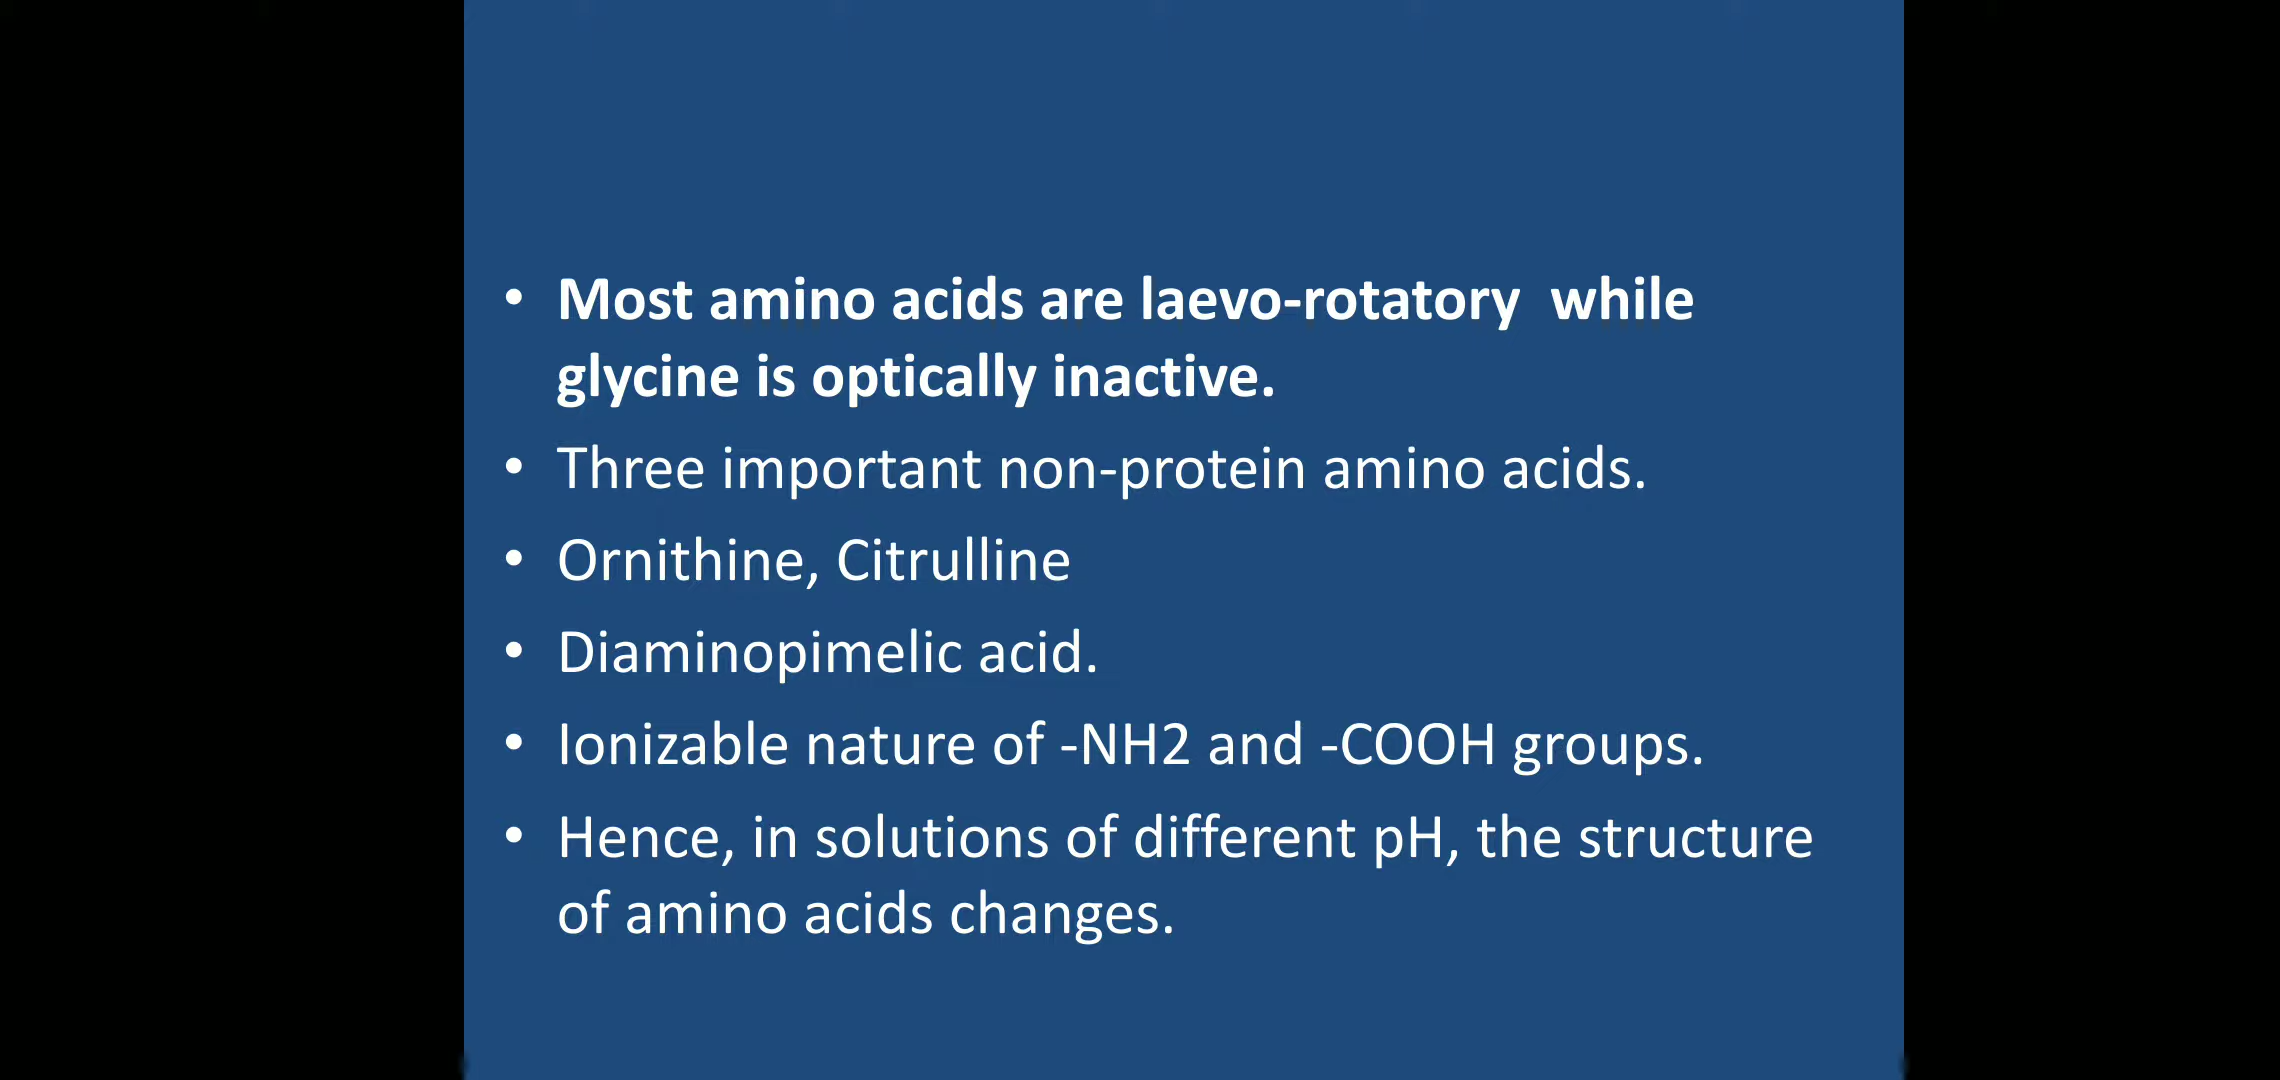 • Most amino acids are laevo-rotatory  while
glycine is optically inactive.
• Three important non-protein amino acids.
• Ornithine, Citrulline
• Diaminopimelic acid.
• Ionizable nature of -NH2 and -COOH groups.
• Hence, in solutions of different pH, the structure
of amino acids changes.